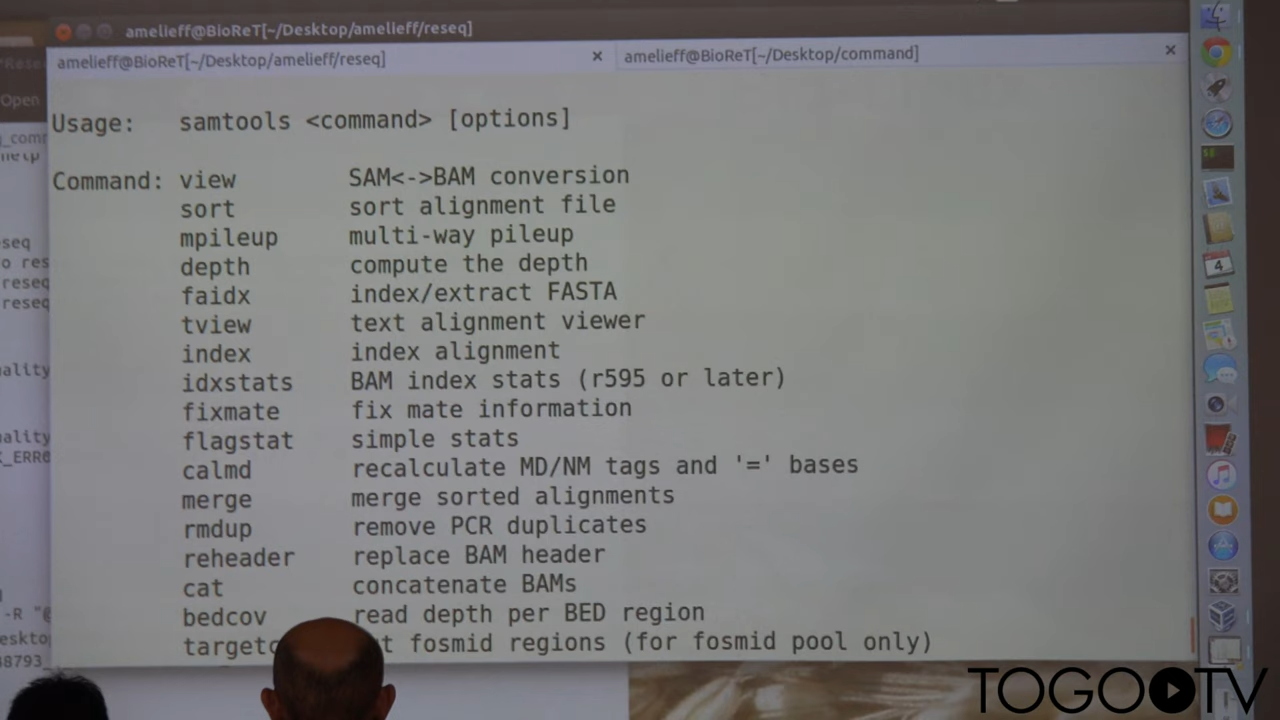 amelieff@BioReT[~/Desktop/amelieff/reseq]
amelieff@BioReT[~/Desktop/amelieff/reseq] × amelieff@BioReT[~/Desktop/command] ×
Open
Usage: samtools <command> [options]
Command: view SAM<->BAM conversion
sort sort alignment file
mpileup multi-way pileup
depth compute the depth
faidx index/extract FASTA
tview text alignment viewer
index index alignment
idxstats BAM index stats (r595 or later)
fixmate fix mate information
flagstat simple stats
calmd recalculate MD/NM tags and '=' bases
merge merge sorted alignments
rmdup remove PCR duplicates
reheader replace BAM header
cat concatenate BAMs
bedcov read depth per BED region
fosmid regions (for fosmid pool only)
4
TOGOTV